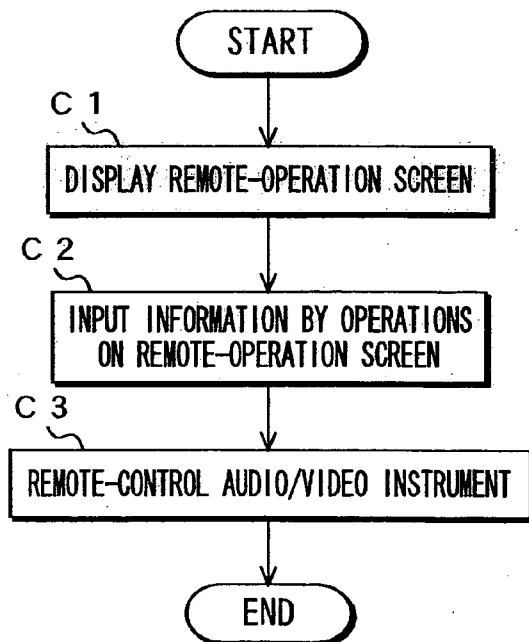 START
C 1
DISPLAY REMOTE-OPERATION SCREEN
C 2
INPUT INFORMATION BY OPERATIONS
ON REMOTE-OPERATION SCREEN
C 3
REMOTE-CONTROL AUDIO/VIDEO INSTRUMENT
END